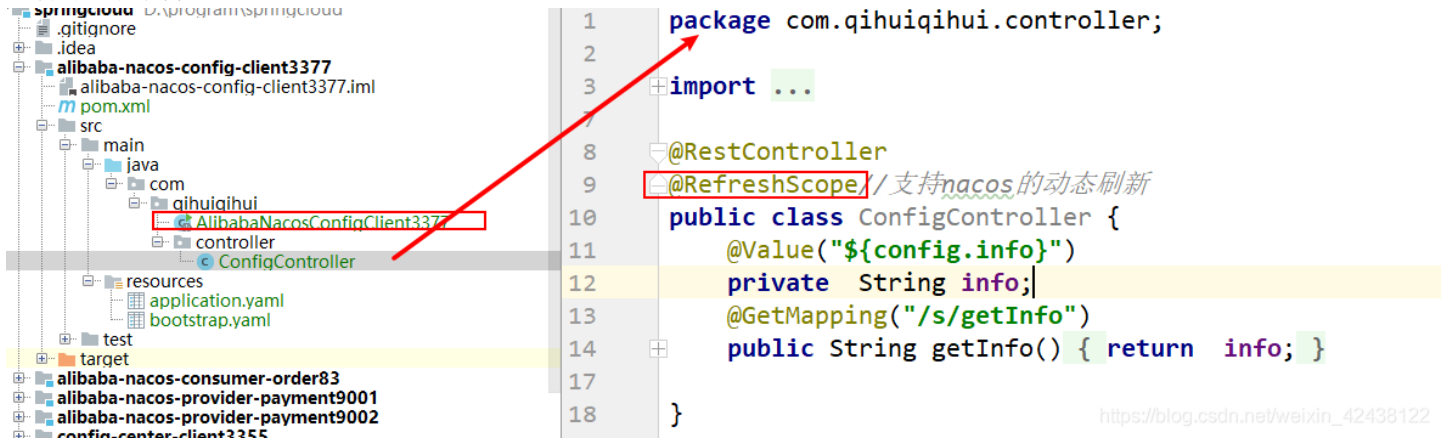 springcloud D:\program\springcloud
.gitignore
.idea
alibaba-nacos-config-client3377
alibaba-nacos-config-client3377.iml
m pom.xml
src
main
java
com
qihuiqihui
AlibabaNacosConfigClient3377
controller
ConfigController
resources
application.yaml
bootstrap.yaml
test
target
alibaba-nacos-consumer-order83
alibaba-nacos-provider-payment9001
alibaba-nacos-provider-payment9002
config-center-client3355
1 package com.qihuiqihui.controller;
2
3 import ...
7
8 @RestController
9 @RefreshScope//支持nacos的动态刷新
10 public class ConfigController {
11 @Value("${config.info}")
12 private String info;
13 @GetMapping("/s/getInfo")
14 public String getInfo() { return info; }
17
18 }
https://blog.csdn.net/weixin_42438122